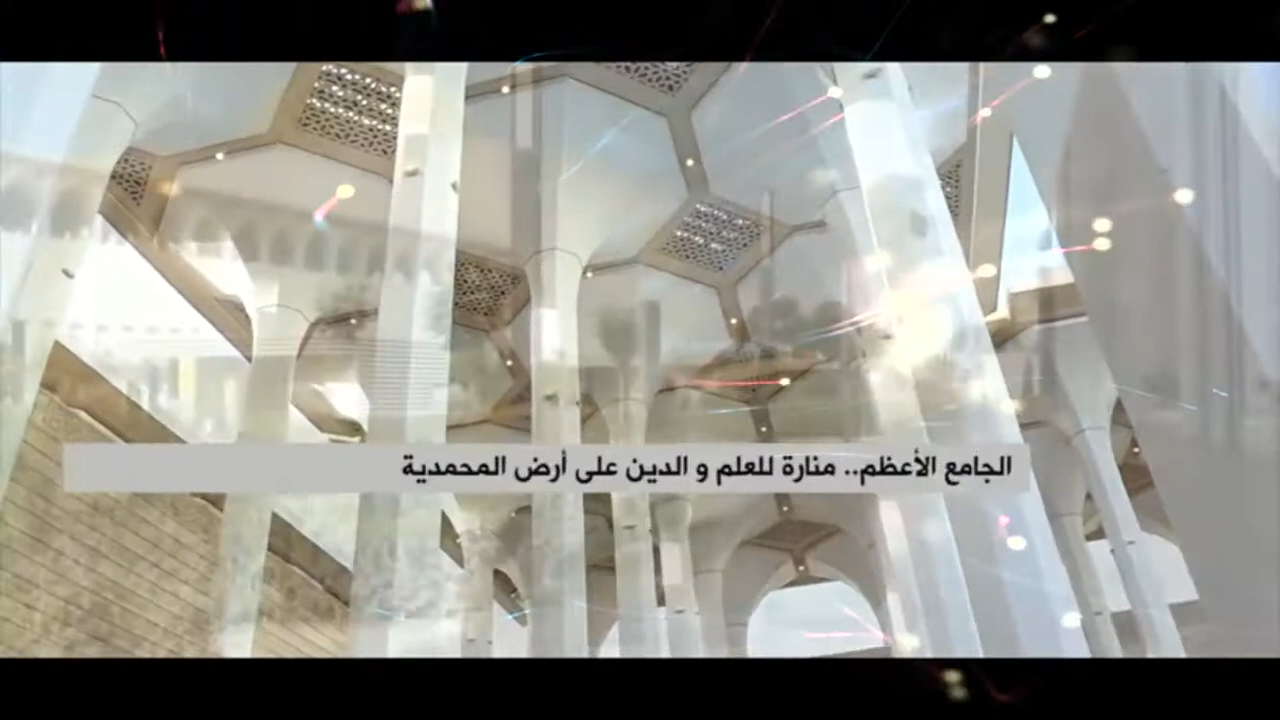 الجامع الأعظم.. منارة للعلم و الدين على أرض المحمدية